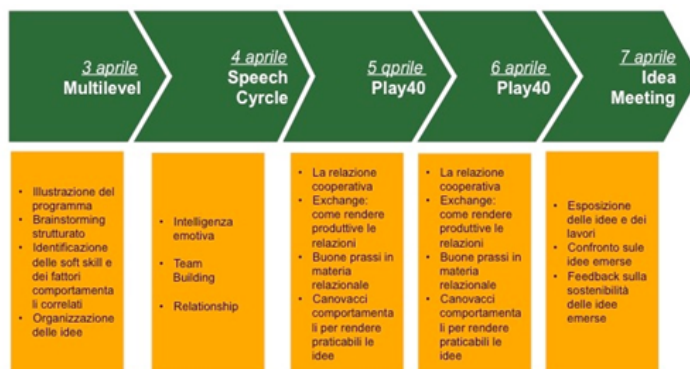 3 aprile
Multilevel
4 aprile
Speech
Cyrcle
5 qprile
Play40
6 aprile
Play40
7 aprile
Idea
Meeting
• Illustrazione del
programma
• Brainstorming
strutturato
• Identificazione
delle soft skill e
dei fattori
comportamenta
li correlati
• Organizzazione
delle idee
• Intelligenza
emotiva
• Team
Building
• Relationship
• La relazione
cooperativa
• Exchange:
come rendere
produttive le
relazioni
• Buone prassi in
materia
relazionale
• Canovacci
comportamenta
li per rendere
praticabili le
idee
• La relazione
cooperativa
• Exchange:
come rendere
produttive le
relazioni
• Buone prassi in
materia
relazionale
• Canovacci
comportamenta
li per rendere
praticabili le
idee
• Esposizione
delle idee e dei
lavori
• Confronto sule
idee emerse
• Feedback sulla
sostenibilità
delle idee
emerse